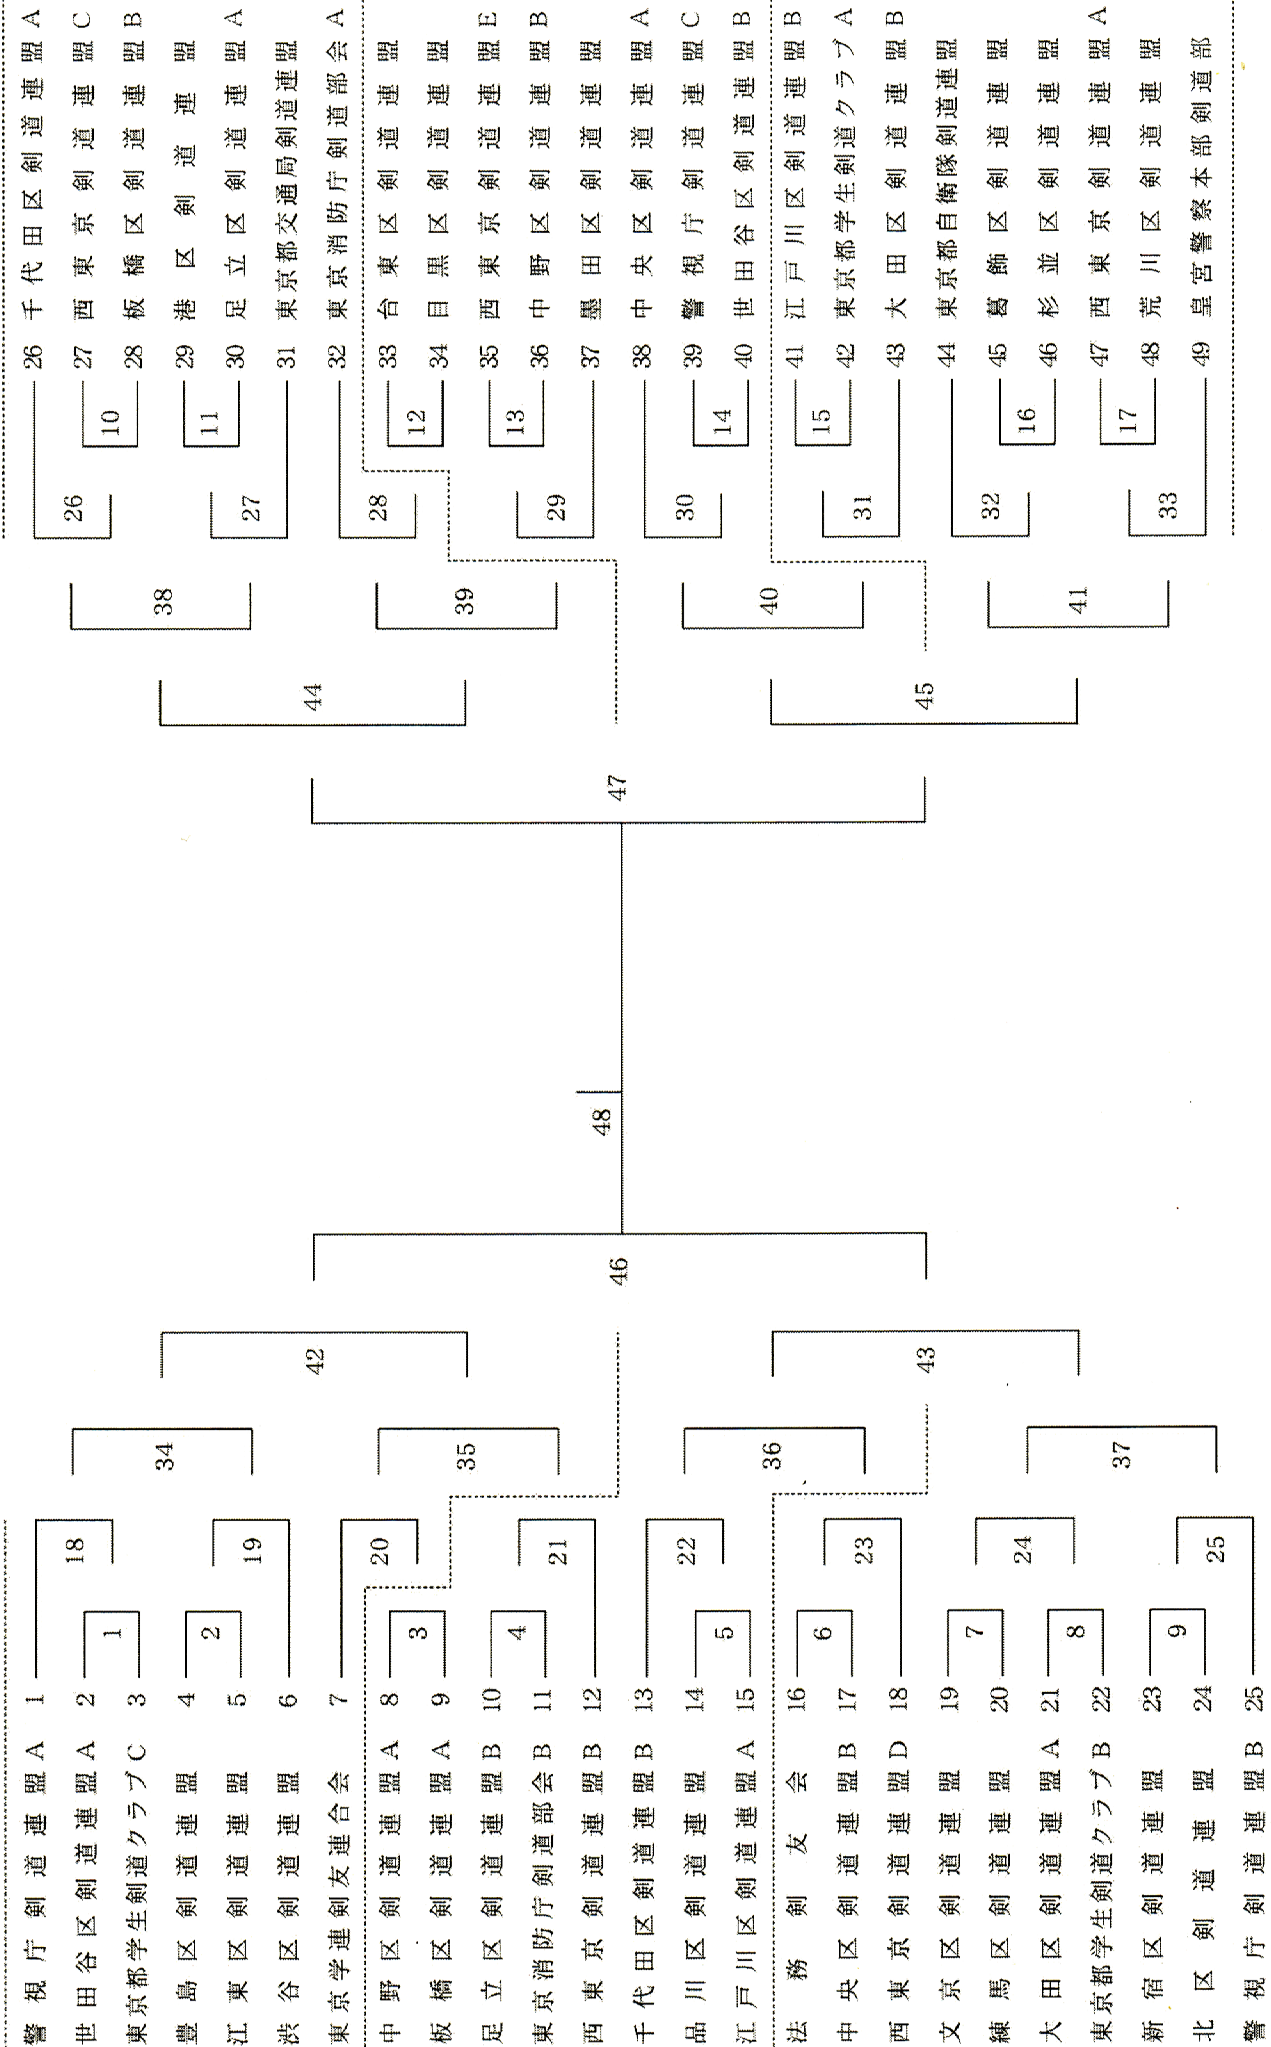 警視庁剣道連盟A 1
世田谷区剣道連盟A 2
東京都学生剣道クラブC 3
豊島区剣道連盟 4
江東区剣道連盟 5
渋谷区剣道連盟 6
東京学連剣友連合会 7
中野区剣道連盟A 8
板橋区剣道連盟A 9
足立区剣道連盟B 10
東京消防庁剣道部会B 11
西東京剣道連盟B 12
千代田区剣道連盟B 13
品川区剣道連盟 14
江戸川区剣道連盟A 15
法務剣友会 16
中央区剣道連盟B 17
西東京剣道連盟D 18
文京区剣道連盟 19
練馬区剣道連盟 20
大田区剣道連盟A 21
東京都学生剣道クラブB 22
新宿区剣道連盟 23
北区剣道連盟 24
警視庁剣道連盟B 25
1
2
3
4
5
6
7
8
9
18
19
20
21
22
23
24
25
34
35
36
37
42
43
46
48
47
44
45
38
39
40
41
26
27
28
29
30
31
32
33
10
11
12
13
14
15
16
17
26 千代田区剣道連盟A
27 西東京剣道連盟C
28 板橋区剣道連盟B
29 港区剣道連盟
30 足立区剣道連盟A
31 東京都交通局剣道連盟
32 東京消防庁剣道部会A
33 台東区剣道連盟
34 目黒区剣道連盟
35 西東京剣道連盟E
36 中野区剣道連盟B
37 墨田区剣道連盟
38 中央区剣道連盟A
39 警視庁剣道連盟C
40 世田谷区剣道連盟B
41 江戸川区剣道連盟B
42 東京都学生剣道クラブA
43 大田区剣道連盟B
44 東京都自衛隊剣道連盟
45 葛飾区剣道連盟
46 杉並区剣道連盟
47 西東京剣道連盟A
48 荒川区剣道連盟
49 皇宮警察本部剣道部